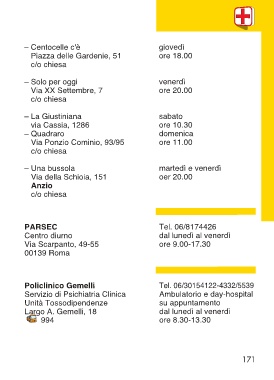 – Centocelle c'è giovedì
Piazza delle Gardenie, 51 ore 18.00
c/o chiesa
– Solo per oggi venerdì
Via XX Settembre, 7 ore 20.00
c/o chiesa
– La Giustiniana sabato
via Cassia, 1286 ore 10.30
– Quadraro domenica
Via Ponzio Cominio, 93/95 ore 11.00
c/o chiesa
– Una bussola martedì e venerdì
Via della Schioia, 151 oer 20.00
Anzio
c/o chiesa
PARSEC Tel. 06/8174426
Centro diurno dal lunedì al venerdì
Via Scarpanto, 49-55 ore 9.00-17.30
00139 Roma
Policlinico Gemelli Tel. 06/30154122-4332/5539
Servizio di Psichiatria Clinica Ambulatorio e day-hospital
Unità Tossodipendenze su appuntamento
Largo A. Gemelli, 18 dal lunedì al venerdì
994 ore 8.30-13.30
171